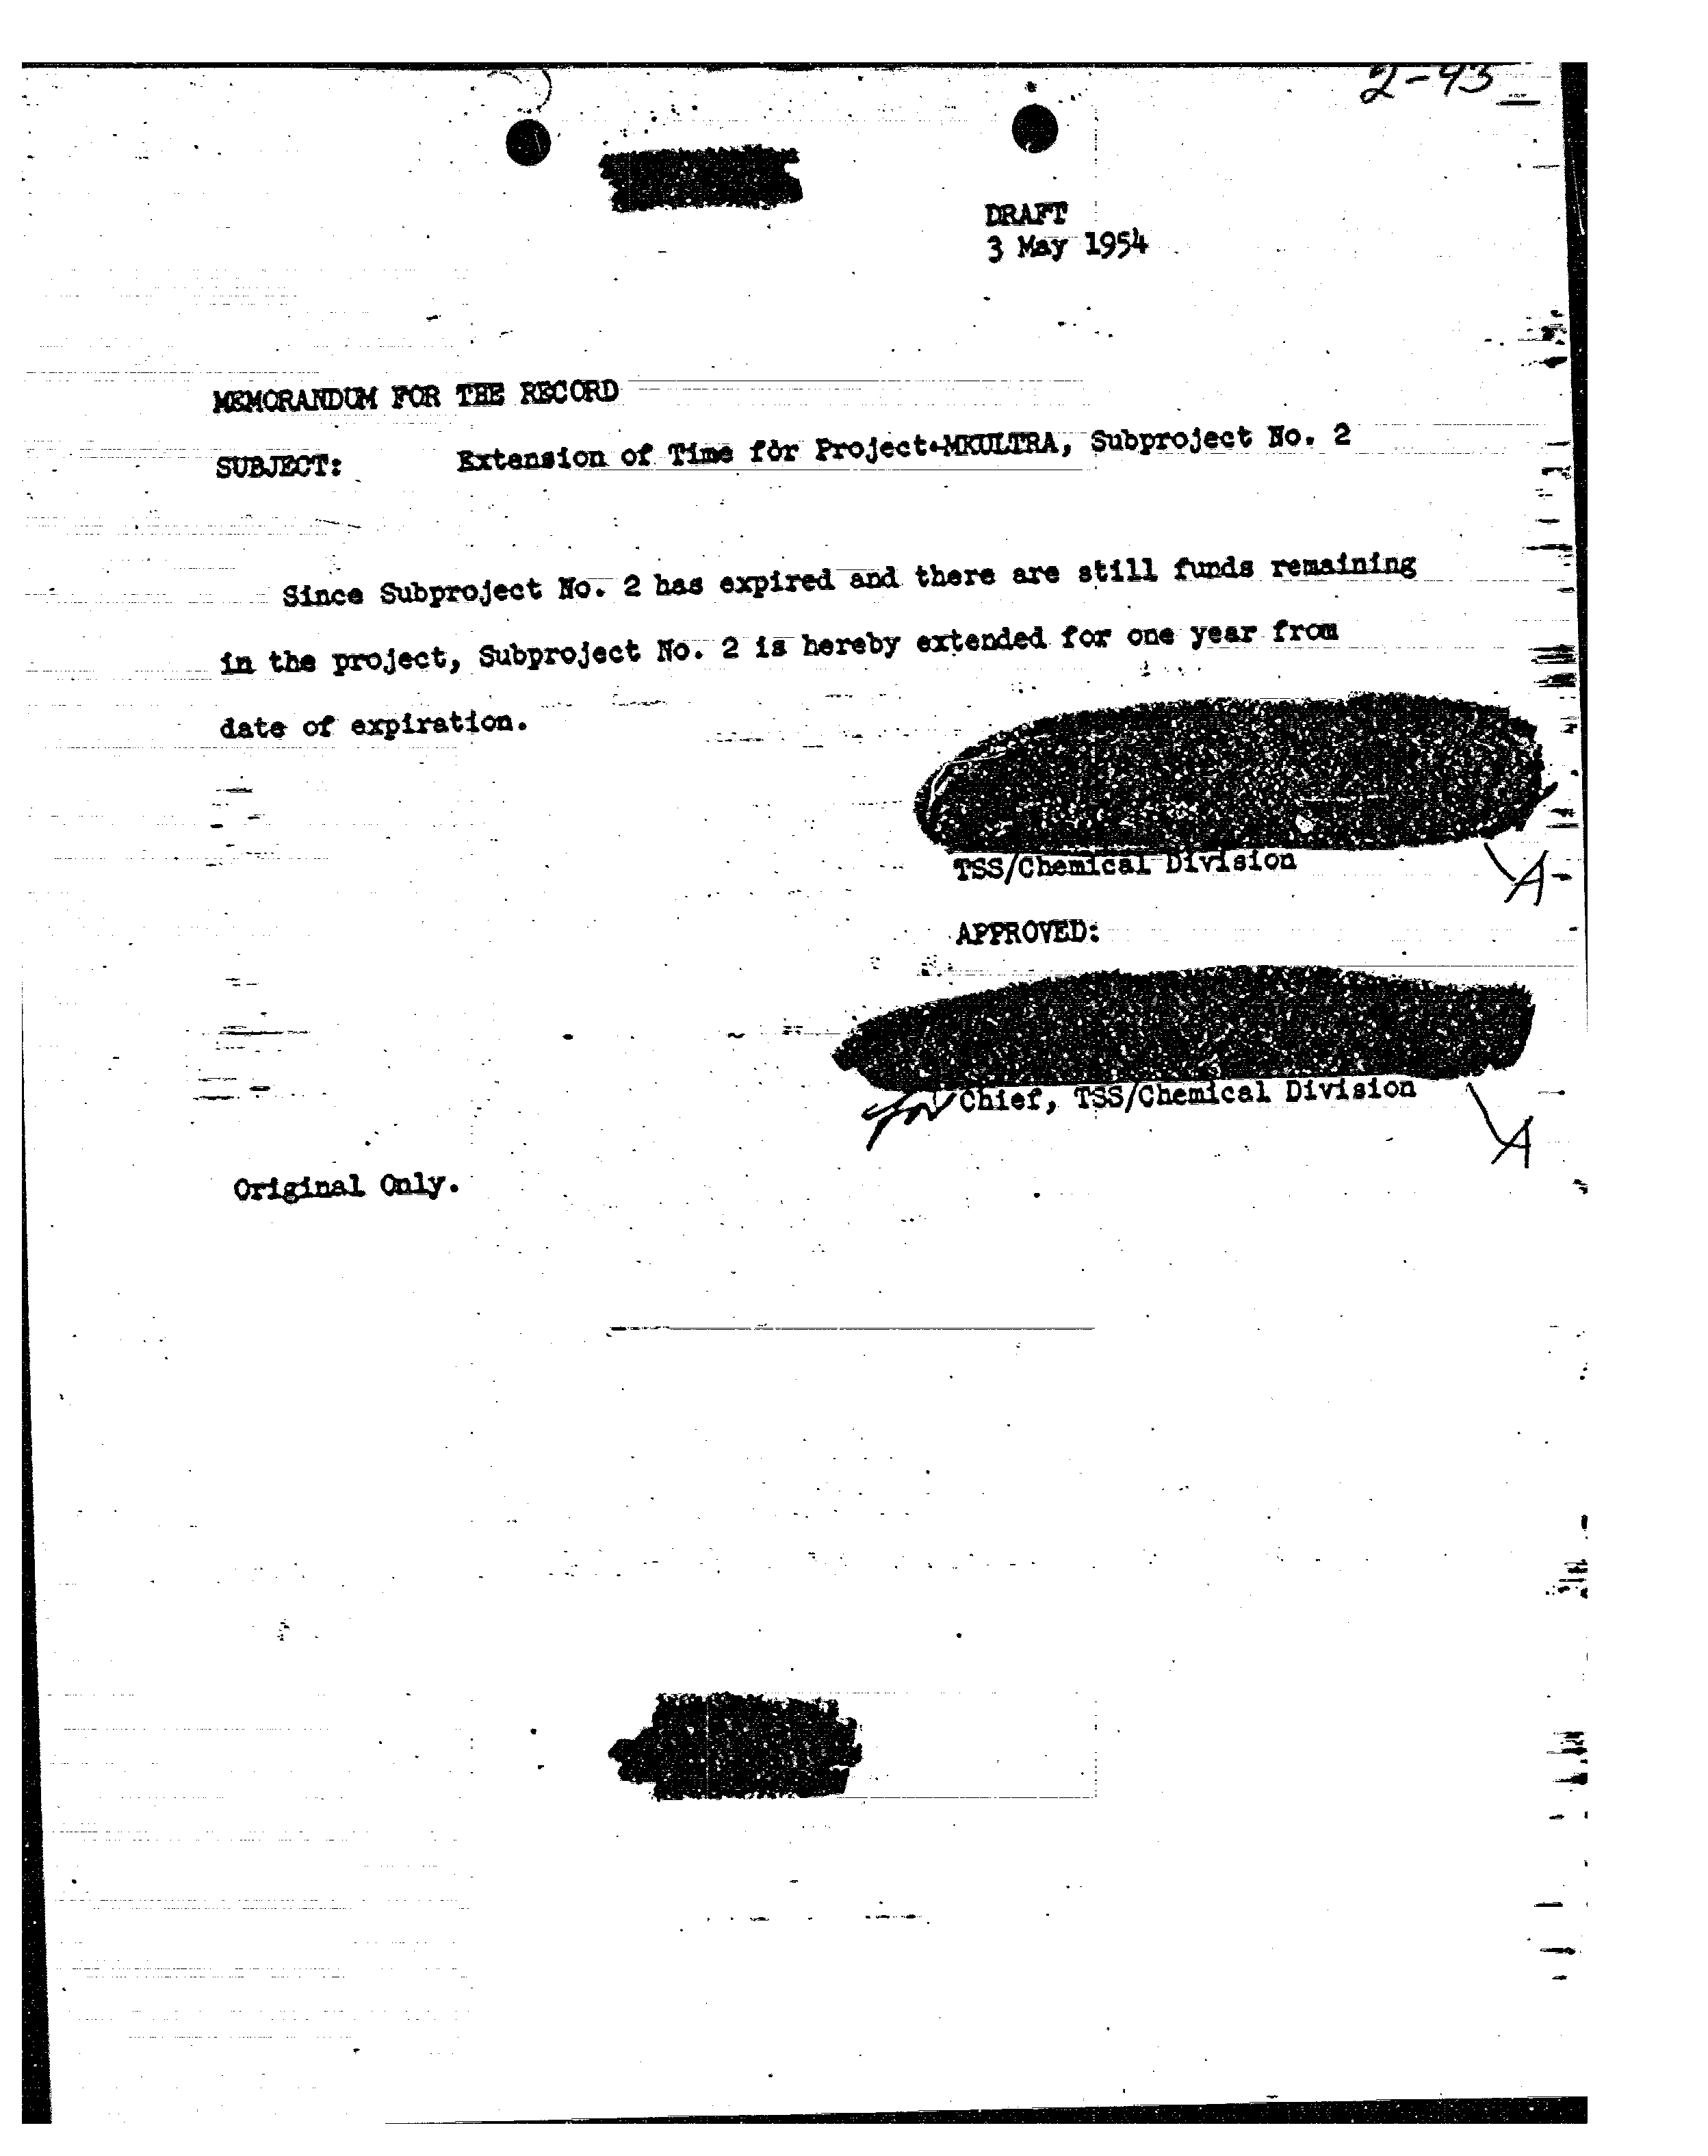 2-93
DRAFT
3 May 1954
MEMORANDUM FOR THE RECORD
SUBJECT: Extension of Time for Project MKULTRA, Subproject No. 2
Since Subproject No. 2 has expired and there are still funds remaining
in the project, Subproject No. 2 is hereby extended for one year from
date of expiration.
TSS/Chemical Division
A
APPROVED:
for Chief, TSS/Chemical Division
A
Original Only.